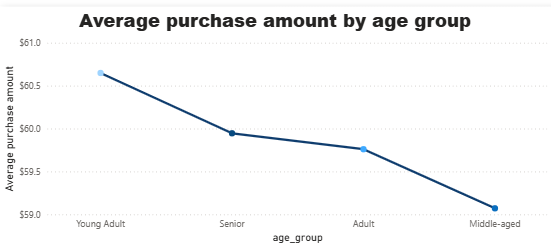 Average purchase amount by age group
$61.0
$60.5
$60.0
$59.5
$59.0
Average purchase amount
Young Adult Senior Adult Middle-aged
age_group